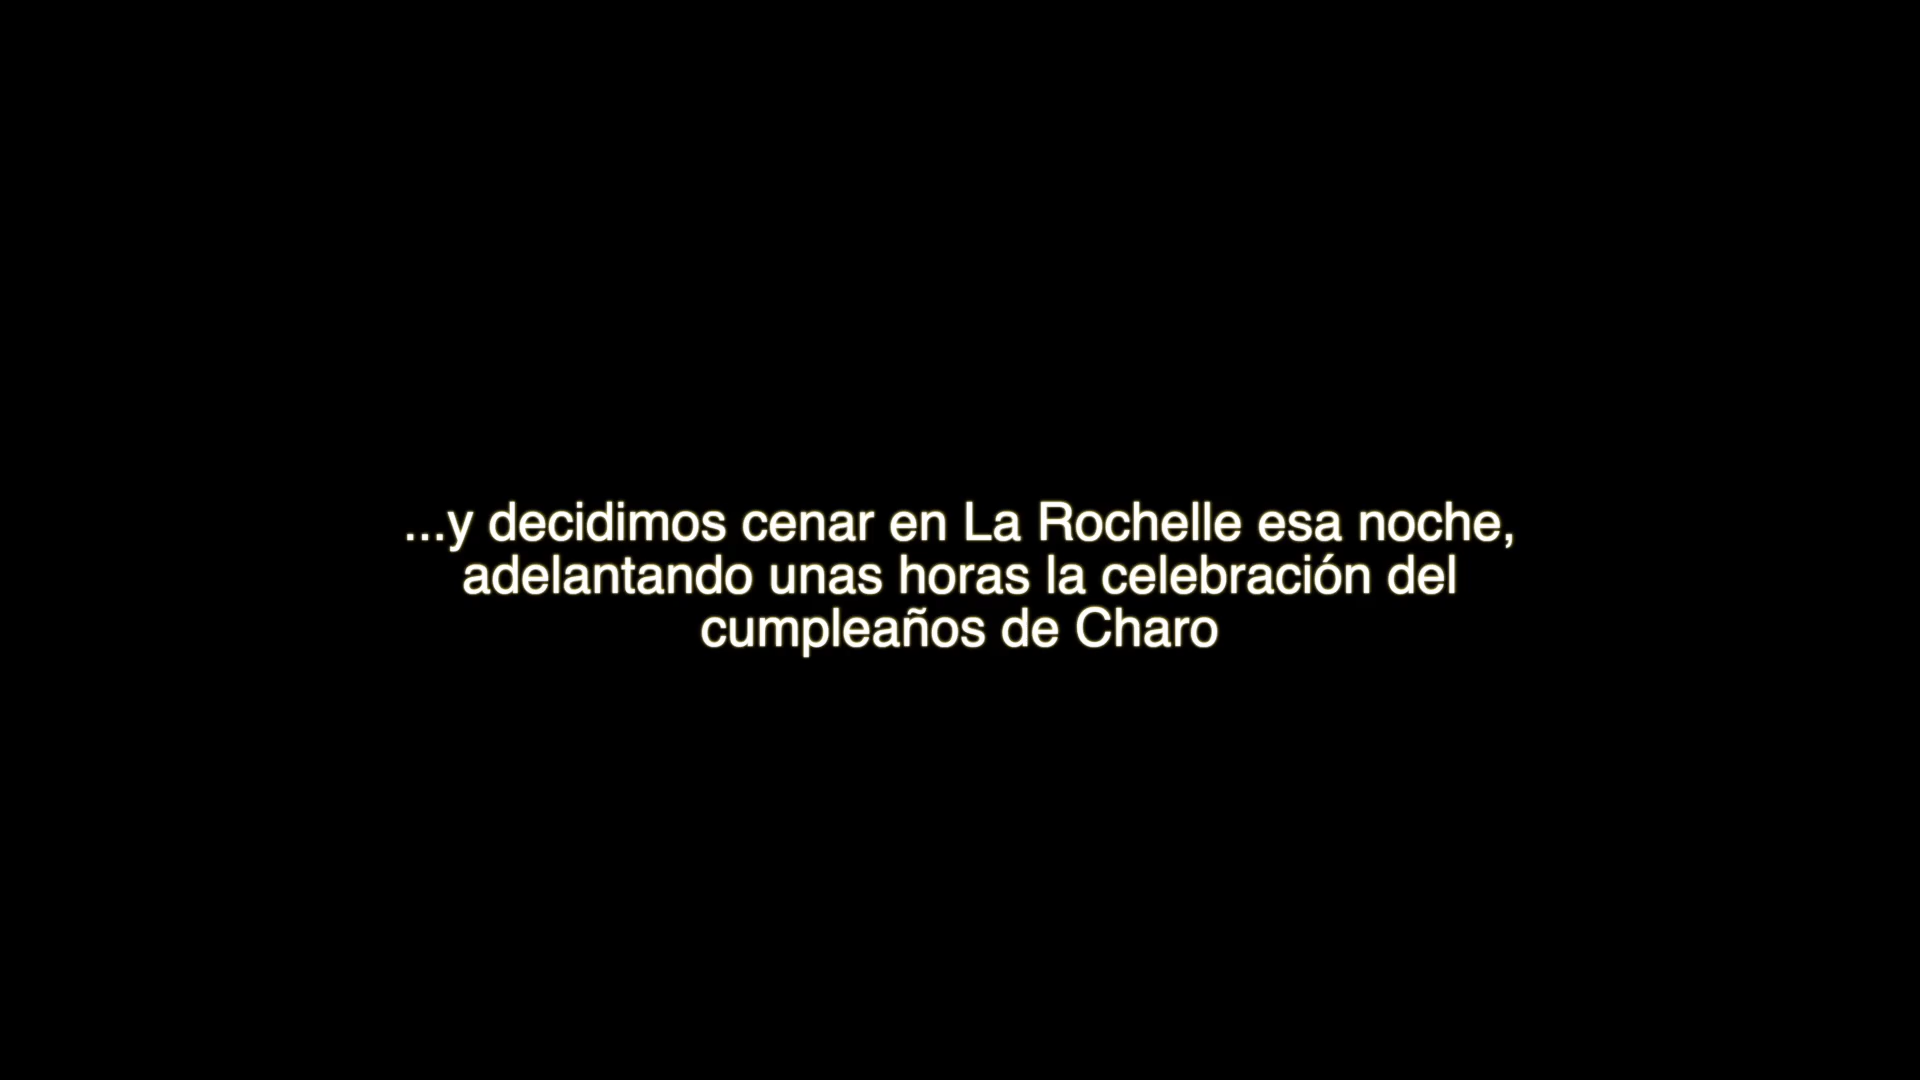 ...y decidimos cenar en La Rochelle esa noche,
adelantando unas horas la celebración del
cumpleaños de Charo